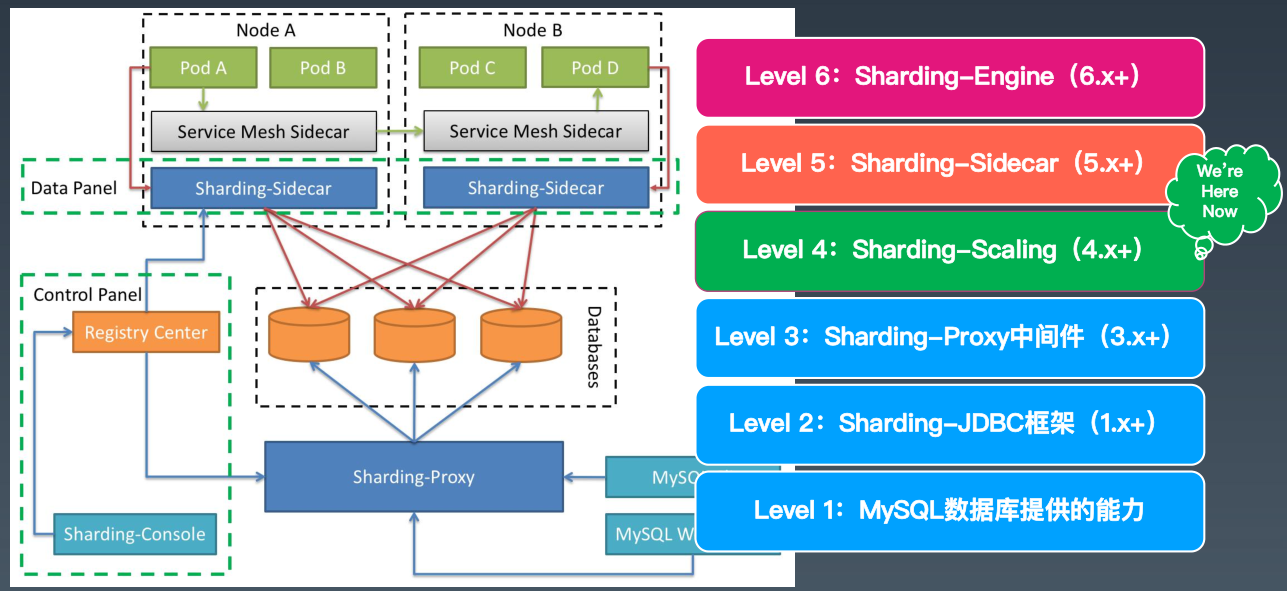 Node A
Node B
Pod A
Pod B
Pod C
Pod D
Service Mesh Sidecar
Service Mesh Sidecar
Data Panel
Sharding-Sidecar
Sharding-Sidecar
Control Panel
Registry Center
Databases
Sharding-Proxy
Sharding-Console
MySQL W
Level 6：Sharding-Engine（6.x+）
Level 5：Sharding-Sidecar（5.x+）
We're
Here
Now
Level 4：Sharding-Scaling（4.x+）
Level 3：Sharding-Proxy中间件（3.x+）
Level 2：Sharding-JDBC框架（1.x+）
Level 1：MySQL数据库提供的能力